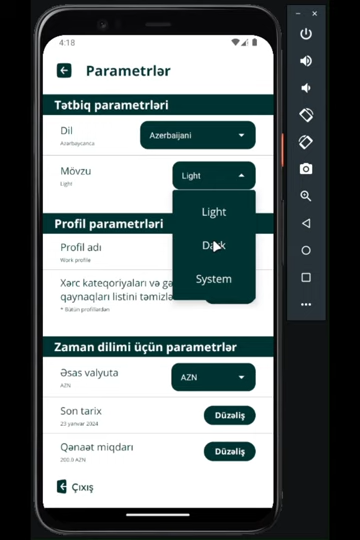 4:18
Parametrlər
Tətbiq parametrləri
Dil
Azərbaycanca
Azerbaijani
Mövzu
Light
Light
Light
Dark
System
Profil parametrləri
Profil adı
Work profile
Xərc kateqoriyaları və gə
qaynaqları listini təmizlə
* Bütün profillərdən
Zaman dilimi üçün parametrlər
Əsas valyuta
AZN
AZN
Son tarix
23 yanvar 2024
Düzəliş
Qənaət miqdarı
200.0 AZN
Düzəliş
Çıxış